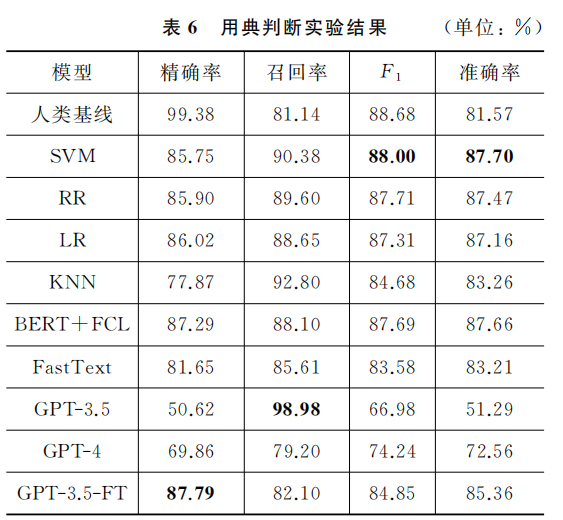 表 6 用典判断实验结果 （单位：%）
模型 精确率 召回率 F1 准确率
人类基线 99.38 81.14 88.68 81.57
SVM 85.75 90.38 88.00 87.70
RR 85.90 89.60 87.71 87.47
LR 86.02 88.65 87.31 87.16
KNN 77.87 92.80 84.68 83.26
BERT+FCL 87.29 88.10 87.69 87.66
FastText 81.65 85.61 83.58 83.21
GPT-3.5 50.62 98.98 66.98 51.29
GPT-4 69.86 79.20 74.24 72.56
GPT-3.5-FT 87.79 82.10 84.85 85.36